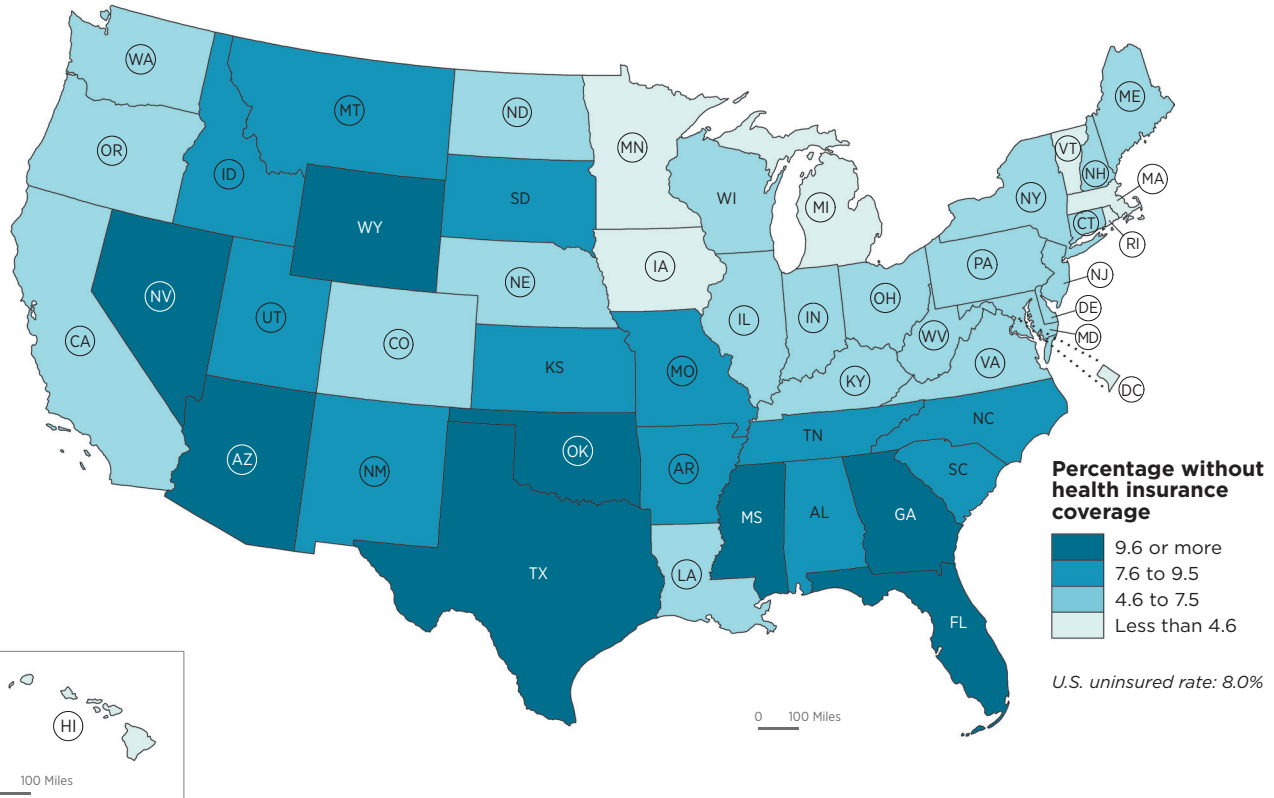 WA
MT
ND
MN
ME
OR
ID
SD
WI
MI
VT
NH
MA
NY
CT
RI
WY
NE
IA
PA
NJ
NV
UT
CO
IL
IN
OH
WV
DE
MD
VA
CA
KS
MO
KY
DC
AZ
NM
OK
AR
TN
NC
SC
MS
AL
GA
TX
LA
FL
HI
Percentage without
health insurance
coverage
9.6 or more
7.6 to 9.5
4.6 to 7.5
Less than 4.6
U.S. uninsured rate: 8.0%
0 100 Miles
100 Miles